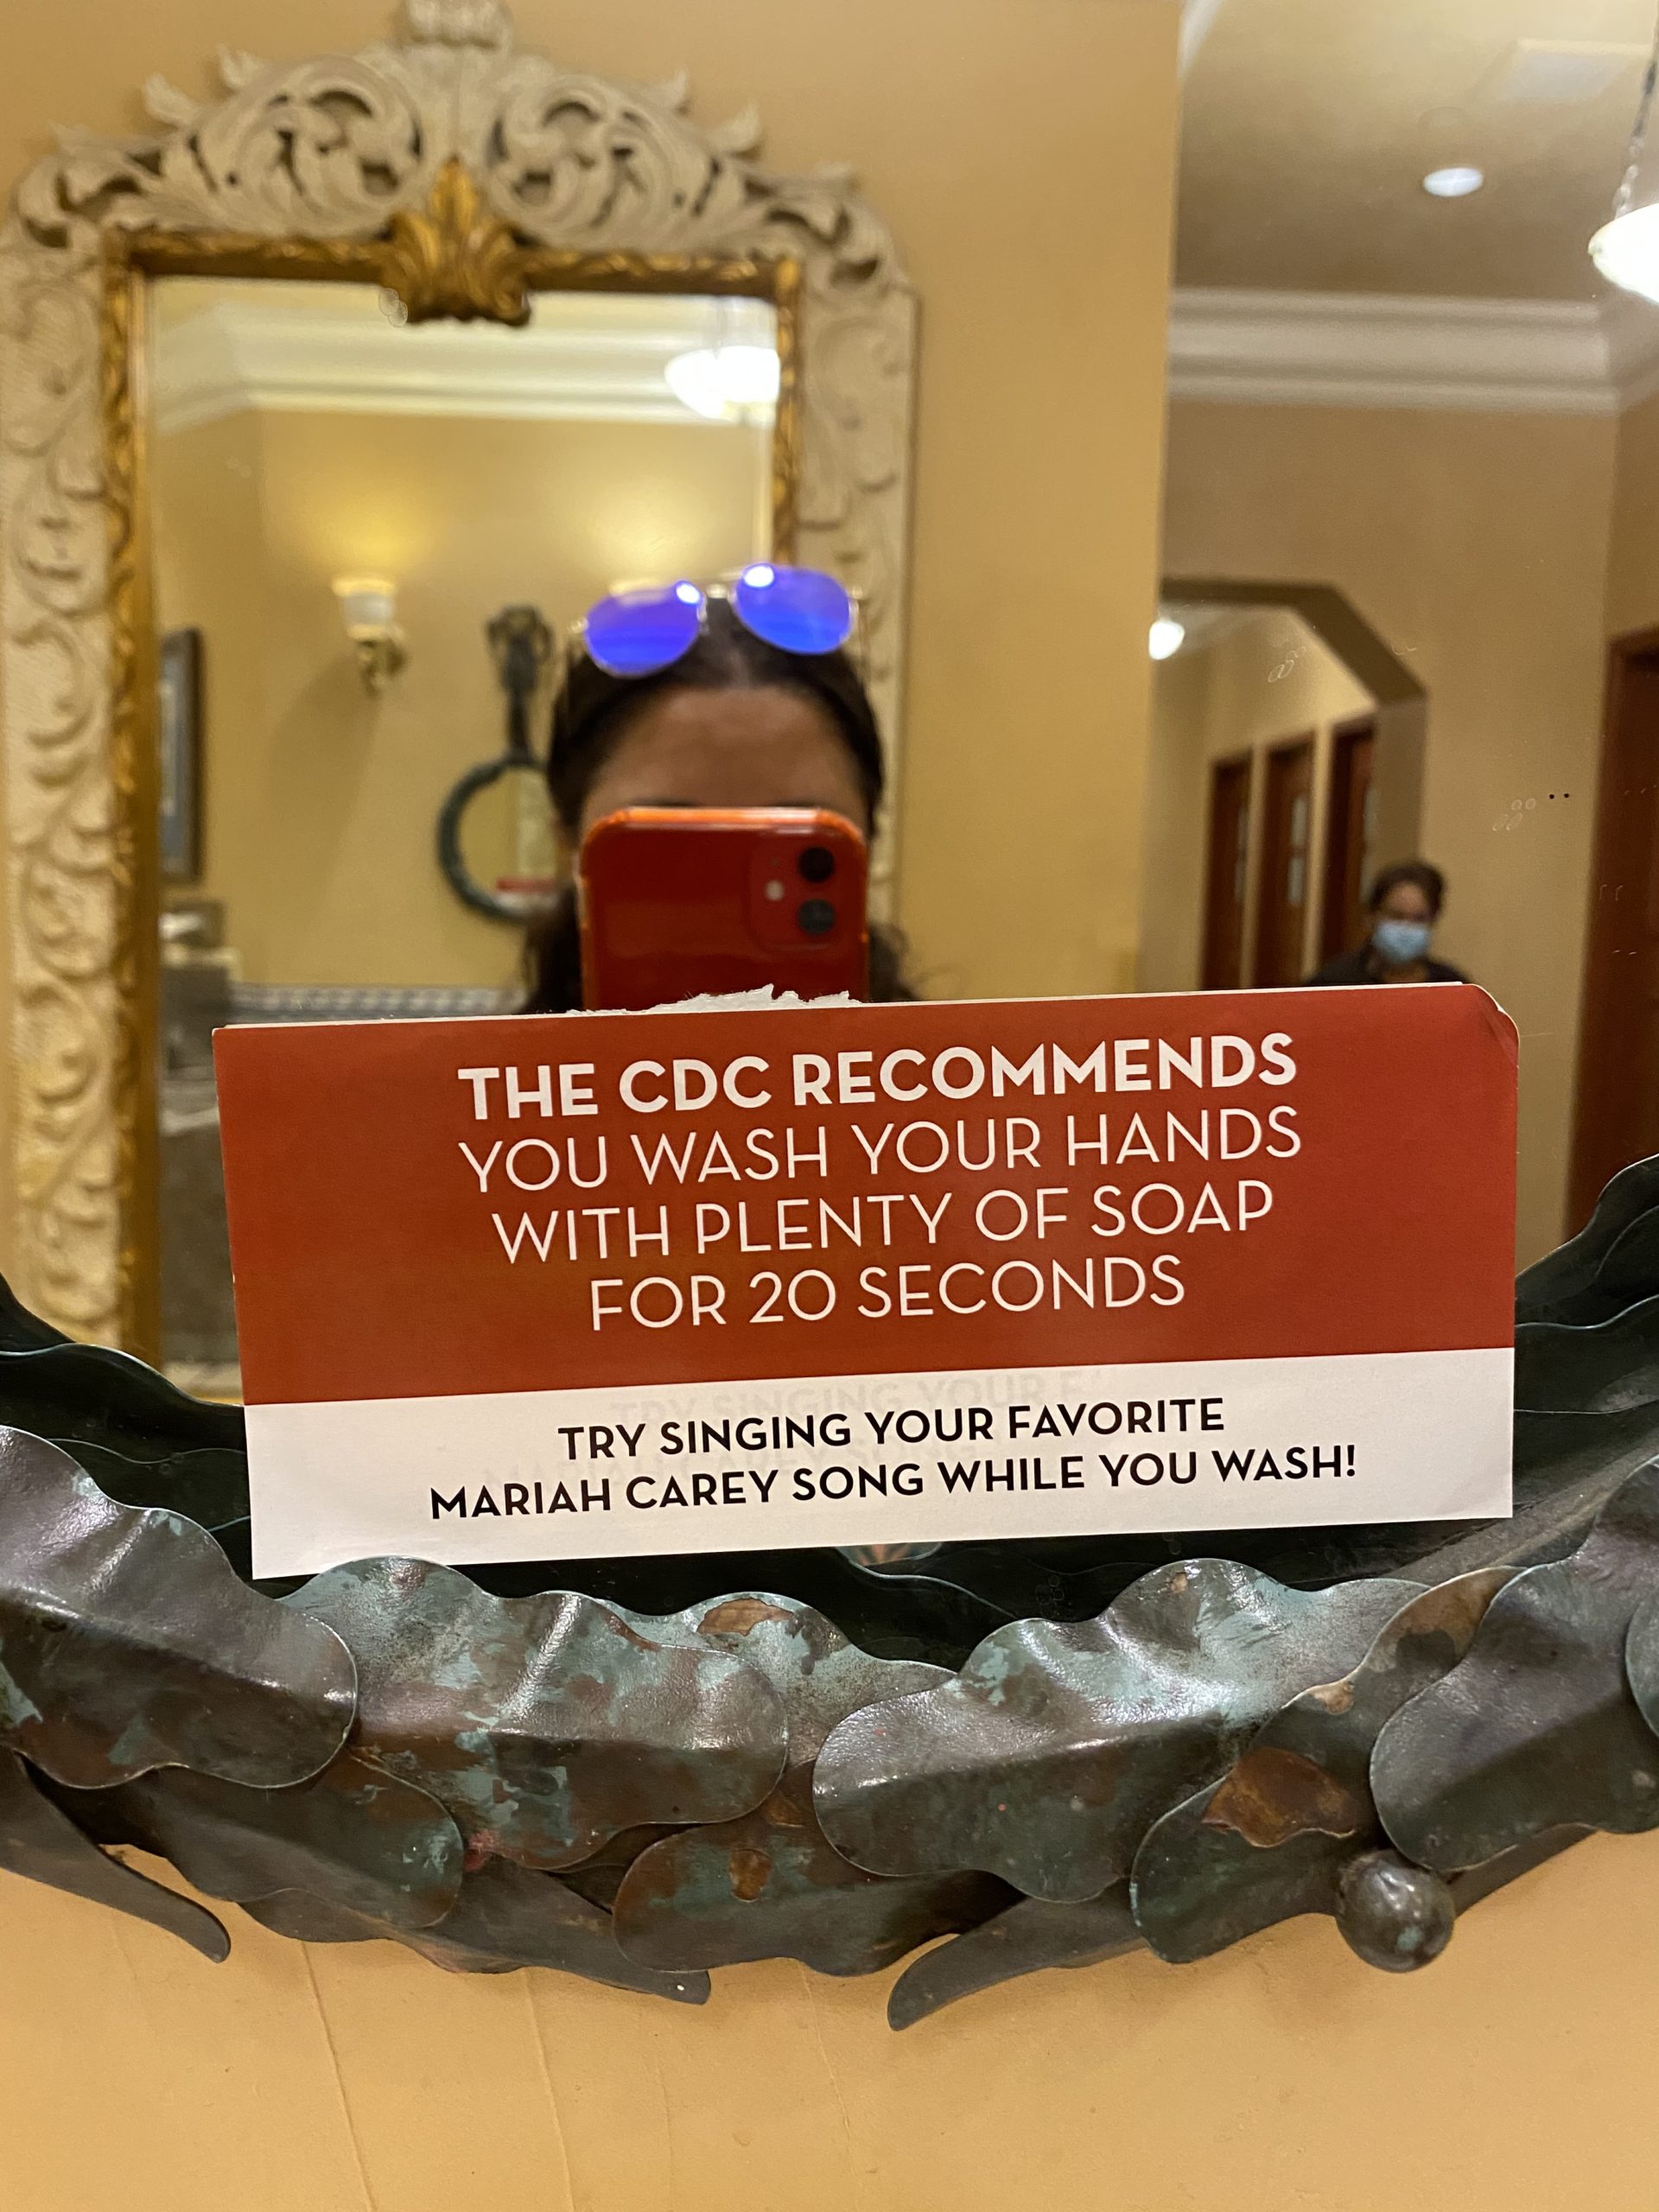 THE CDC RECOMMENDS
YOU WASH YOUR HANDS
WITH PLENTY OF SOAP
FOR 20 SECONDS
TRY SINGING YOUR FAVORITE
MARIAH CAREY SONG WHILE YOU WASH!